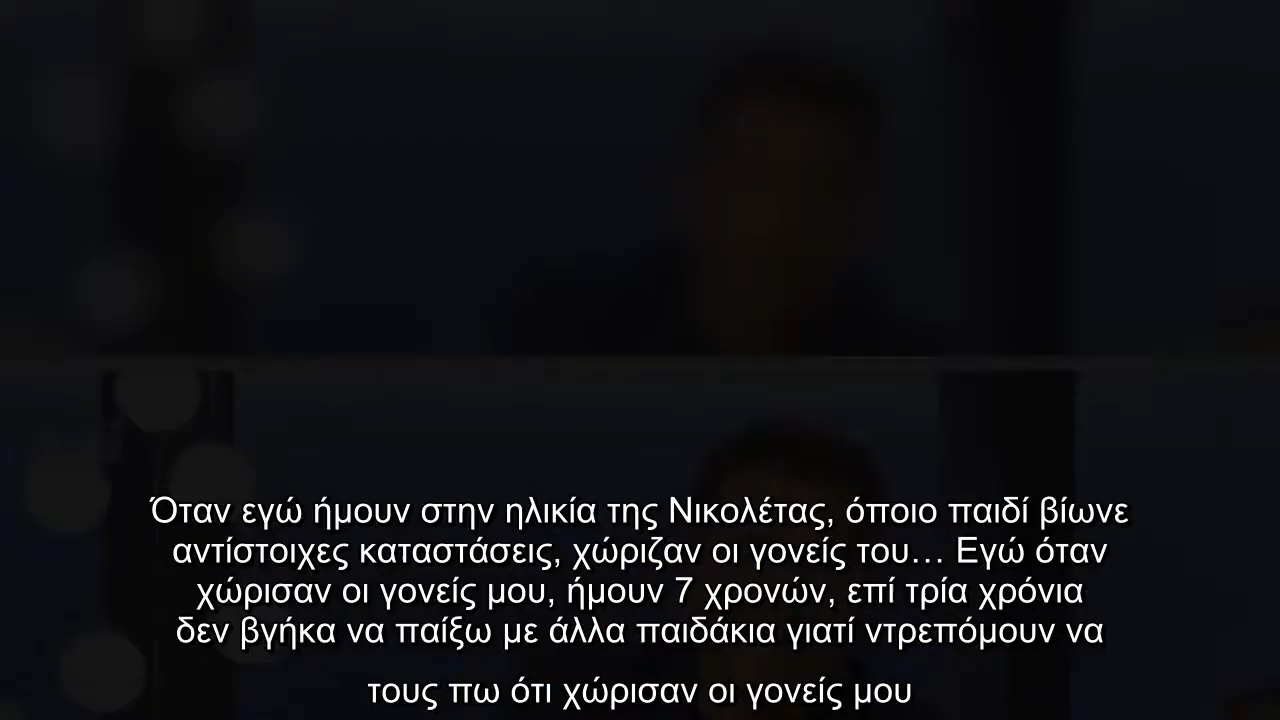 Όταν εγώ ήμουν στην ηλικία της Νικολέτας, όποιο παιδί βίωνε
αντίστοιχες καταστάσεις, χώριζαν οι γονείς του… Εγώ όταν
χώρισαν οι γονείς μου, ήμουν 7 χρονών, επί τρία χρόνια
δεν βγήκα να παίξω με άλλα παιδάκια γιατί ντρεπόμουν να
τους πω ότι χώρισαν οι γονείς μου